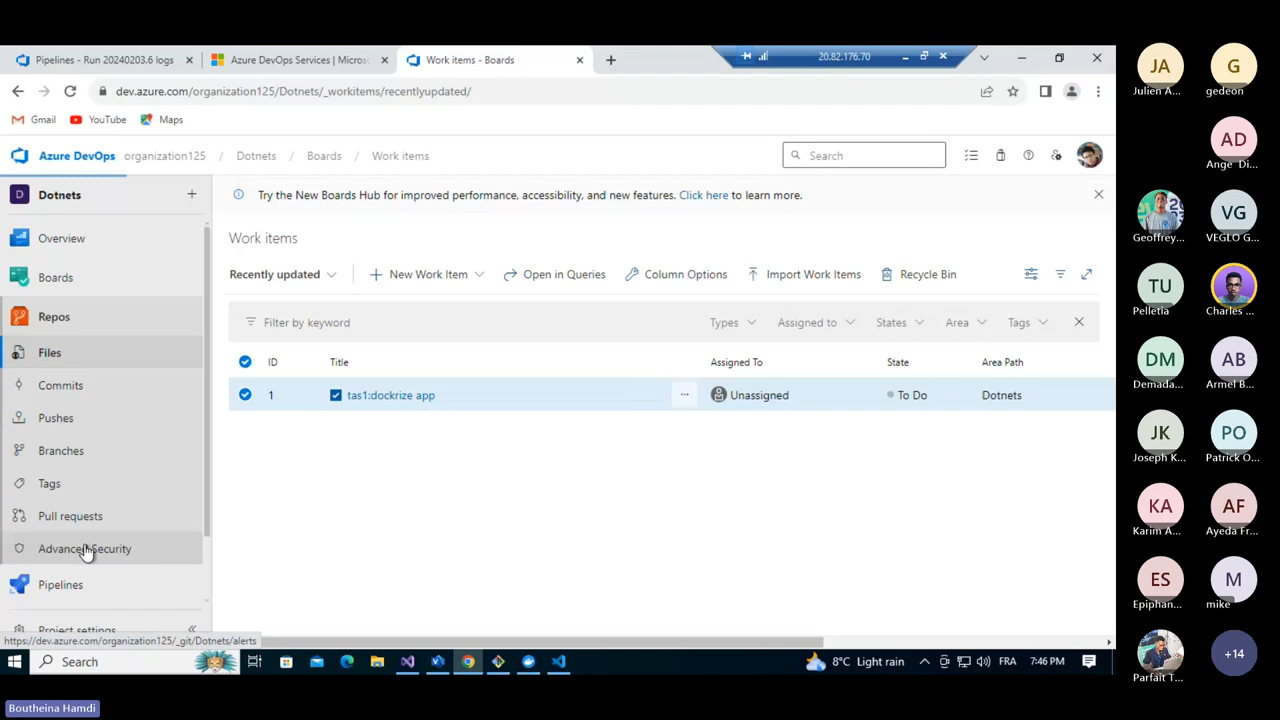 Pipelines - Run 20240203.6 logs
Azure DevOps Services | Micros
Work items - Boards
20.82.176.70
dev.azure.com/organization125/Dotnets/_workitems/recentlyupdated/
Gmail
YouTube
Maps
Azure DevOps
organization125
/
Dotnets
/
Boards
/
Work items
Search
D
Dotnets
Try the New Boards Hub for improved performance, accessibility, and new features. Click here to learn more.
Overview
Boards
Repos
Files
Commits
Pushes
Branches
Tags
Pull requests
Advanced Security
Pipelines
Project settings
Work items
Recently updated
New Work Item
Open in Queries
Column Options
Import Work Items
Recycle Bin
Filter by keyword
Types
Assigned to
States
Area
Tags
ID
Title
Assigned To
State
Area Path
1
tas1:dockrize app
...
Unassigned
To Do
Dotnets
https://dev.azure.com/organization125/_git/Dotnets/alerts
Search
8°C Light rain
FRA
7:46 PM
Boutheina Hamdi
JA
Julien A...
G
gedeon
AD
Ange Di...
Geoffrey...
VG
VEGLO G...
TU
Pelletia
Charles ...
DM
Demada...
AB
Armel B...
JK
Joseph K...
PO
Patrick O...
KA
Karim A...
AF
Ayeda Fr...
ES
Epiphan...
M
mike
Parfait T...
+14